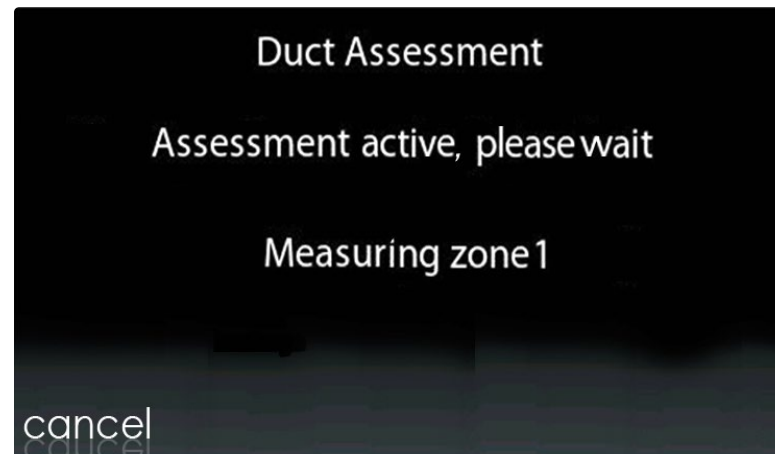 Duct Assessment
Assessment active, please wait
Measuring zone 1
cancel